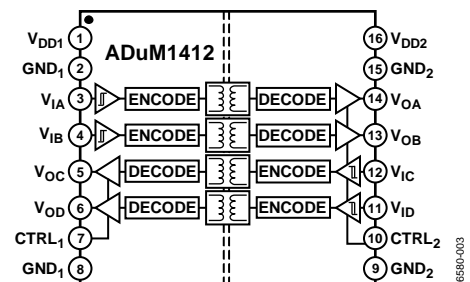 ADuM1412
VDD1 1
16 VDD2
GND1 2
15 GND2
VIA 3 ENCODE DECODE 14 VOA
VIB 4 ENCODE DECODE 13 VOB
VOC 5 DECODE ENCODE 12 VIC
VOD 6 DECODE ENCODE 11 VID
CTRL1 7
10 CTRL2
GND1 8
9 GND2
6580-003